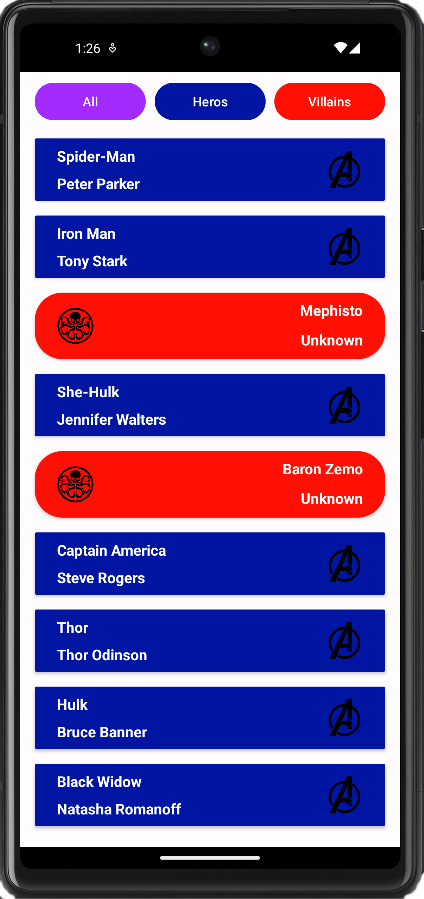 1:26
All
Heros
Villains
Spider-Man
Peter Parker
Iron Man
Tony Stark
Mephisto
Unknown
She-Hulk
Jennifer Walters
Baron Zemo
Unknown
Captain America
Steve Rogers
Thor
Thor Odinson
Hulk
Bruce Banner
Black Widow
Natasha Romanoff